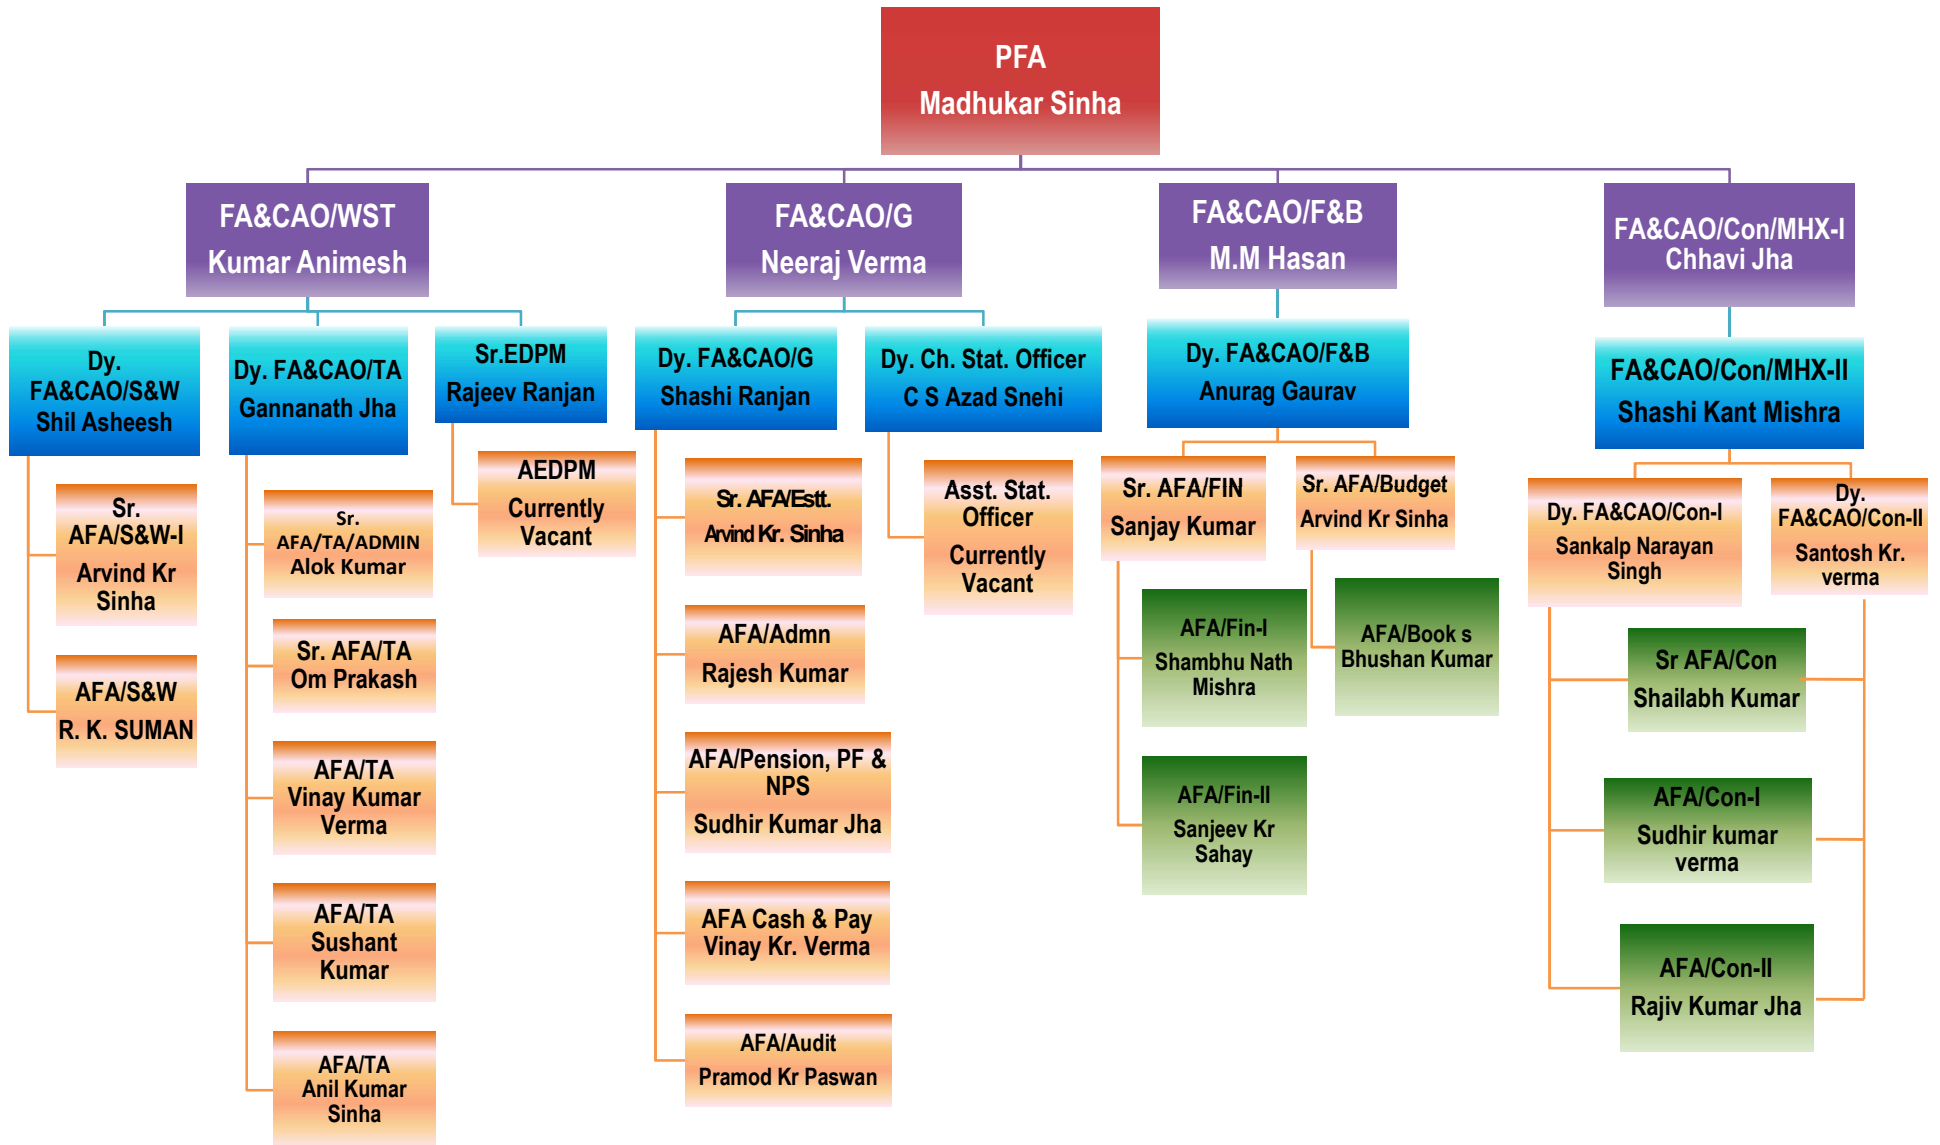 PFA
Madhukar Sinha
FA&CAO/WST
Kumar Animesh
FA&CAO/G
Neeraj Verma
FA&CAO/F&B
M.M Hasan
FA&CAO/Con/MHX-I
Chhavi Jha
Dy.
FA&CAO/S&W
Shil Asheesh
Dy. FA&CAO/TA
Gannanath Jha
Sr.EDPM
Rajeev Ranjan
Dy. FA&CAO/G
Shashi Ranjan
Dy. Ch. Stat. Officer
C S Azad Snehi
Dy. FA&CAO/F&B
Anurag Gaurav
FA&CAO/Con/MHX-II
Shashi Kant Mishra
Sr.
AFA/S&W-I
Arvind Kr
Sinha
AFA/S&W
R. K. SUMAN
Sr.
AFA/TA/ADMIN
Alok Kumar
Sr. AFA/TA
Om Prakash
AFA/TA
Vinay Kumar
Verma
AFA/TA
Sushant
Kumar
AFA/TA
Anil Kumar
Sinha
AEDPM
Currently
Vacant
Sr. AFA/Estt.
Arvind Kr. Sinha
AFA/Admn
Rajesh Kumar
AFA/Pension, PF &
NPS
Sudhir Kumar Jha
AFA Cash & Pay
Vinay Kr. Verma
AFA/Audit
Pramod Kr Paswan
Asst. Stat.
Officer
Currently
Vacant
Sr. AFA/FIN
Sanjay Kumar
Sr. AFA/Budget
Arvind Kr Sinha
AFA/Fin-I
Shambhu Nath
Mishra
AFA/Fin-II
Sanjeev Kr
Sahay
AFA/Book s
Bhushan Kumar
Dy. FA&CAO/Con-I
Sankalp Narayan
Singh
Dy.
FA&CAO/Con-II
Santosh Kr.
verma
Sr AFA/Con
Shailabh Kumar
AFA/Con-I
Sudhir kumar
verma
AFA/Con-II
Rajiv Kumar Jha